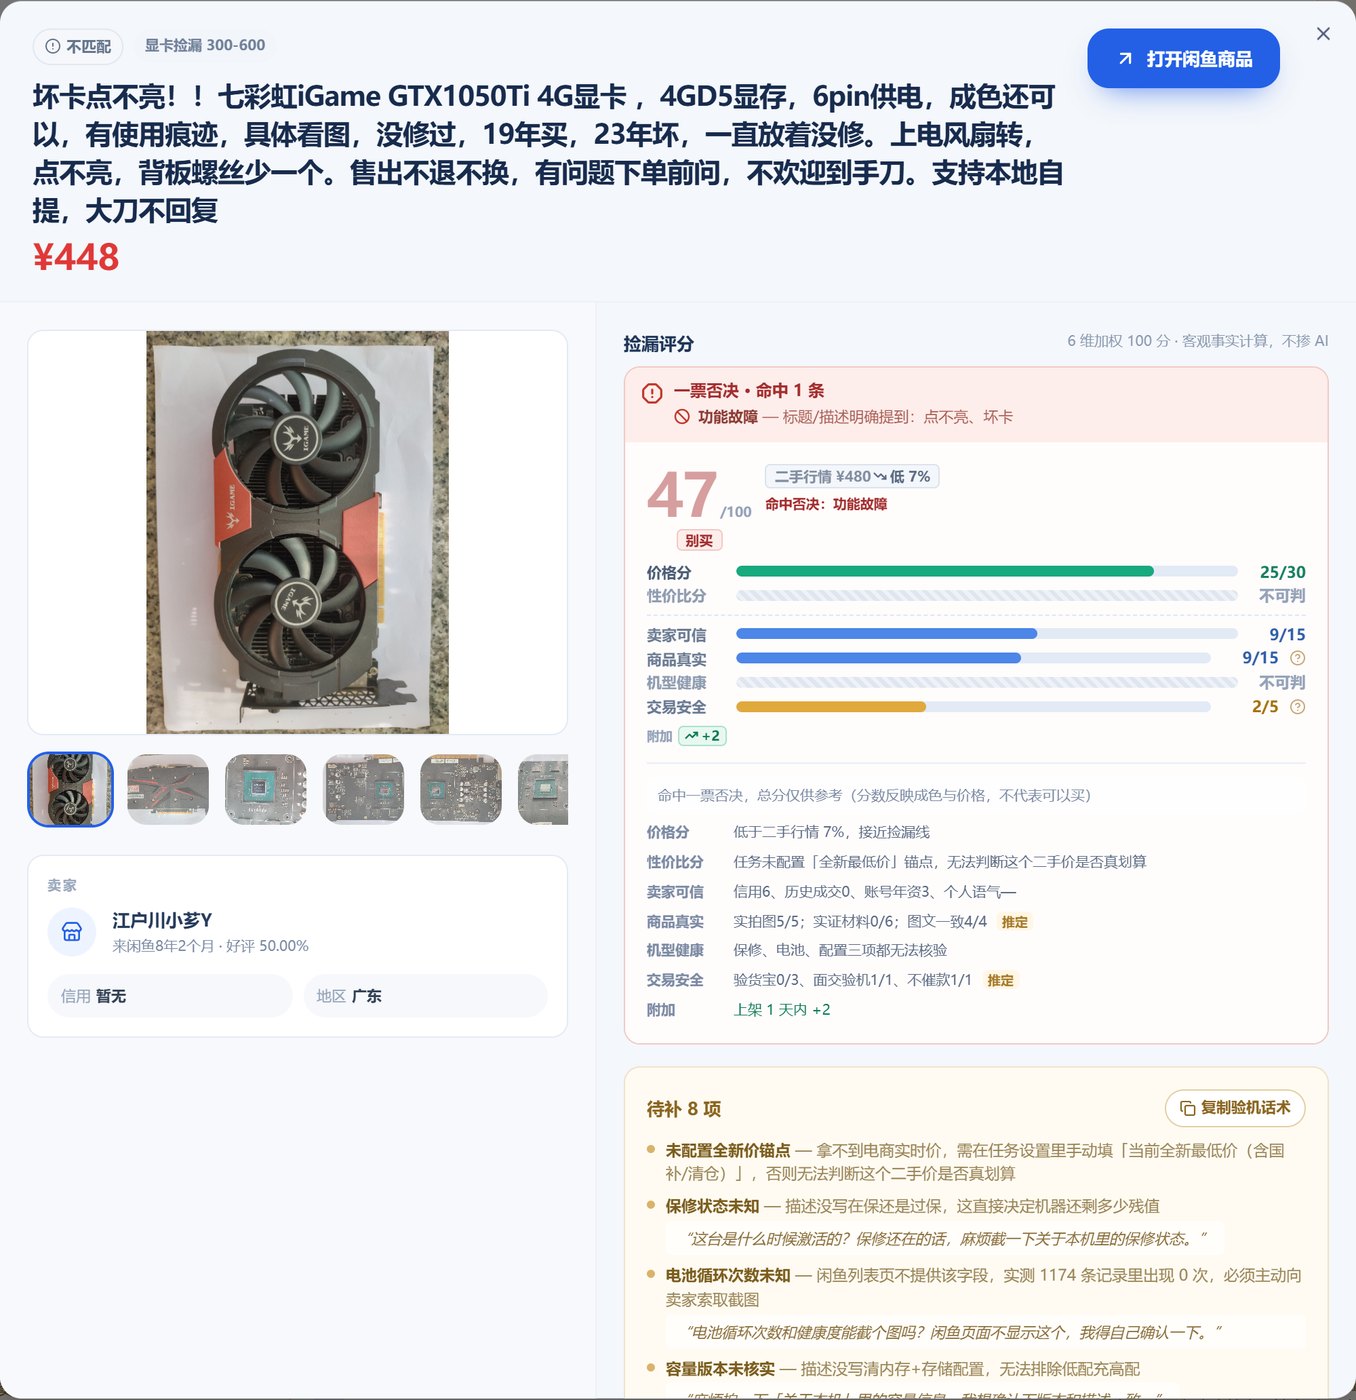 不匹配
显卡捡漏 300-600
打开闲鱼商品
坏卡点不亮！！七彩虹iGame GTX1050Ti 4G显卡，4GD5显存，6pin供电，成色还可
以，有使用痕迹，具体看图，没修过，19年买，23年坏，一直放着没修。上电风扇转，
点不亮，背板螺丝少一个。售出不退不换，有问题下单前问，不欢迎到手刀。支持本地自
提，大刀不回复
¥448
IGAME
IGAME
IGAME
卖家
江户川小芗Y
来闲鱼8年2个月 · 好评 50.00%
信用 暂无
地区 广东
捡漏评分
6 维加权 100 分 · 客观事实计算，不掺 AI
一票否决 · 命中 1 条
功能故障 — 标题/描述明确提到：点不亮、坏卡
47/100
二手行情 ¥480 低 7%
命中否决：功能故障
别买
价格分 25/30
性价比分 不可判
卖家可信 9/15
商品真实 9/15
机型健康 不可判
交易安全 2/5
附加 +2
命中一票否决，总分仅供参考（分数反映成色与价格，不代表可以买）
价格分 低于二手行情 7%，接近捡漏线
性价比分 任务未配置「全新最低价」锚点，无法判断这个二手价是否真划算
卖家可信 信用6、历史成交0、账号年资3、个人语气—
商品真实 实拍图5/5；实证材料0/6；图文一致4/4 推定
机型健康 保修、电池、配置三项都无法核验
交易安全 验货宝0/3、面交验机1/1、不催款1/1 推定
附加 上架 1 天内 +2
待补 8 项
复制验机话术
未配置全新价锚点 — 拿不到电商实时价，需在任务设置里手动填「当前全新最低价（含国
补/清仓）」，否则无法判断这个二手价是否真划算
保修状态未知 — 描述没写在保还是过保，这直接决定机器还剩多少残值
“这台是什么时候激活的？保修还在的话，麻烦截一下关于本机里的保修状态。”
电池循环次数未知 — 闲鱼列表页不提供该字段，实测 1174 条记录里出现 0 次，必须主动向
卖家索取截图
“电池循环次数和健康度能截个图吗？闲鱼页面不显示这个，我得自己确认一下。”
容量版本未核实 — 描述没写清内存+存储配置，无法排除低配充高配